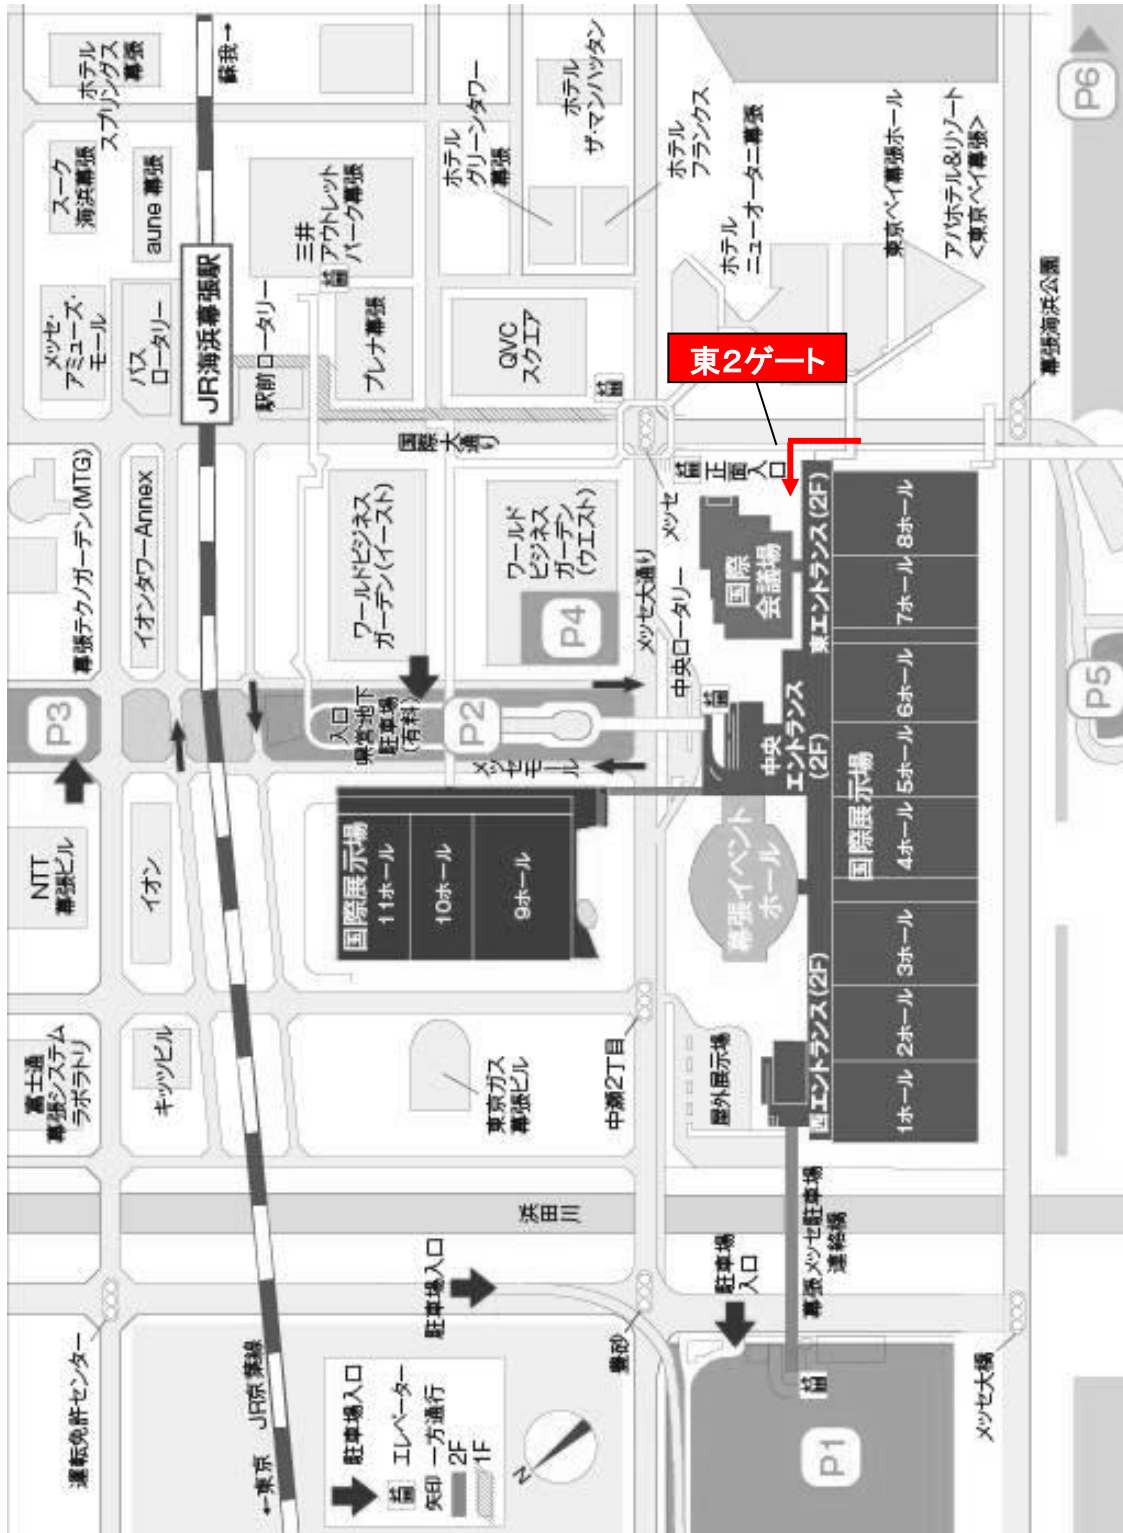 ホテル
スプリングス
幕張
蘇我→
ホテル
グリーンタワー
幕張
ホテル
ザ・マンハッタン
ホテル
フランクス
P6
スーク
海浜幕張
aune 幕張
三井
アウトレット
パーク幕張
ホテル
ニューオータニ幕張
東京ベイ幕張ホール
アパホテル&リゾート
<東京ベイ幕張>
メッセ・
アミューズ・
モール
バス
ロータリー
JR海浜幕張駅
駅前ロータリー
プレナ幕張
QVC
スクエア
東2ゲート
幕張海浜公園
国際大通り
幕張テクノガーデン(MTG)
イオンタワーAnnex
ワールドビジネス
ガーデン(イースト)
ワールド
ビジネス
ガーデン
(ウエスト)
P4
メッセ大通り
メッセ
正面入口
中央ロータリー
国際
会議場
東エントランス(2F)
8ホール
7ホール
P3
入口
県営地下
駐車場
(有料)
P2
メッセモール
中央
エントランス
(2F)
6ホール
5ホール
4ホール
国際展示場
P5
NTT
幕張ビル
イオン
国際展示場
11ホール
10ホール
9ホール
幕張イベント
ホール
西エントランス(2F)
3ホール
2ホール
1ホール
富士通
幕張システム
ラボラトリ
キッツビル
東京ガス
幕張ビル
中瀬2丁目
屋外展示場
浜田川
幕張メッセ駐車場
連絡橋
駐車場入口
駐車場
入口
運転免許センター
←東京
JR京葉線
豊砂
メッセ大橋
駐車場入口
エレベーター
矢印 一方通行
2F
1F
N
P1